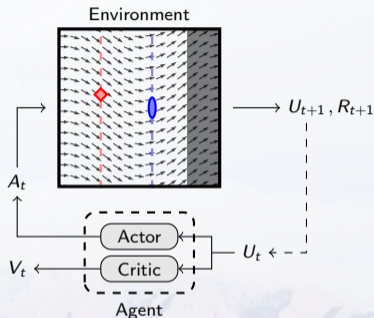 Environment
U_{t+1}, R_{t+1}
A_t
Actor
U_t
V_t
Critic
Agent